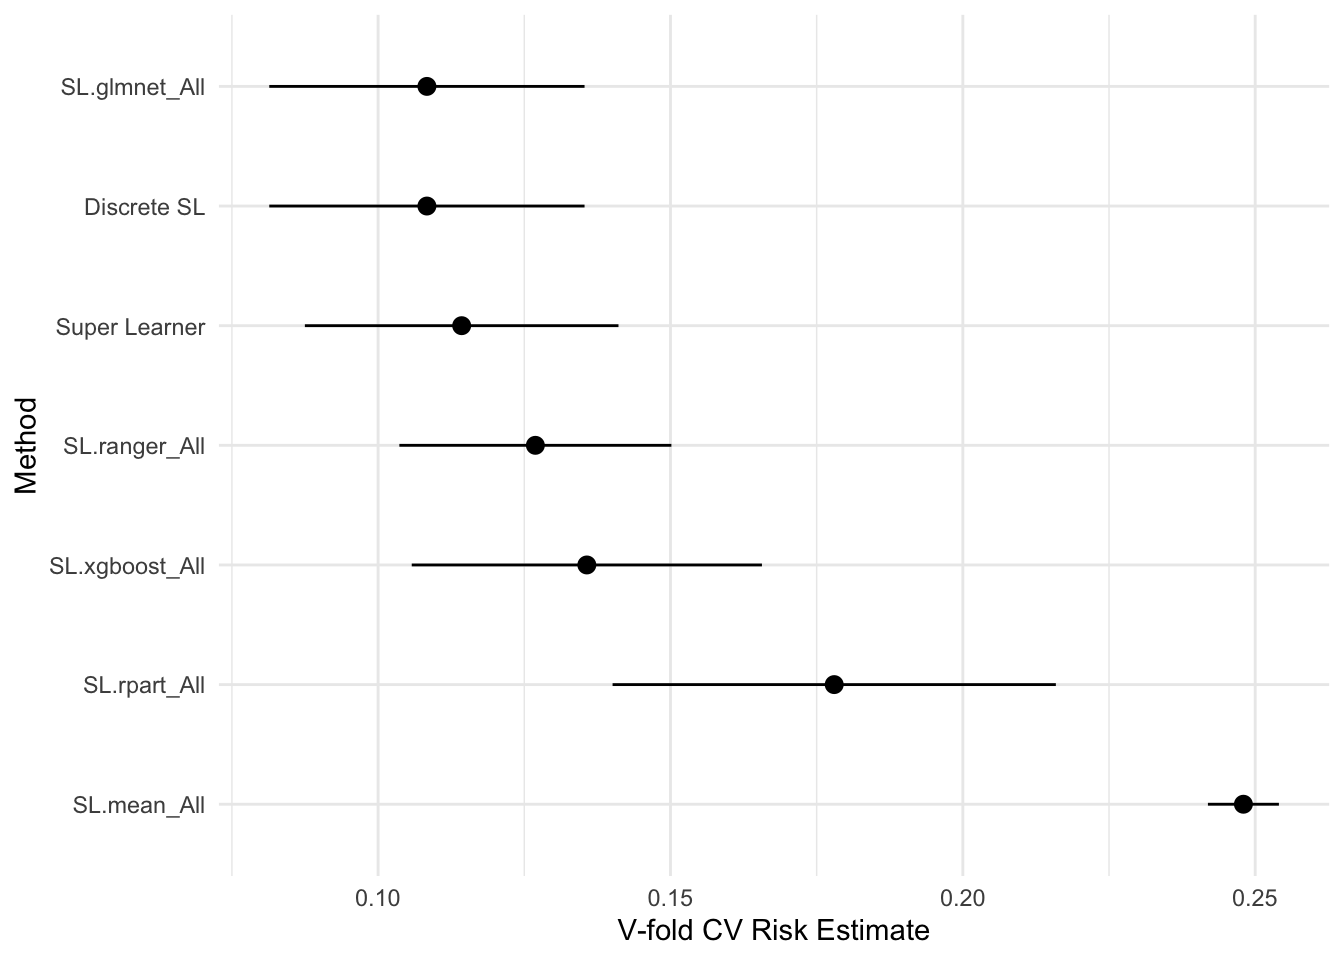 SL.glmnet_All
Discrete SL
Super Learner
SL.ranger_All
SL.xgboost_All
SL.rpart_All
SL.mean_All
Method
0.10 0.15 0.20 0.25
V-fold CV Risk Estimate